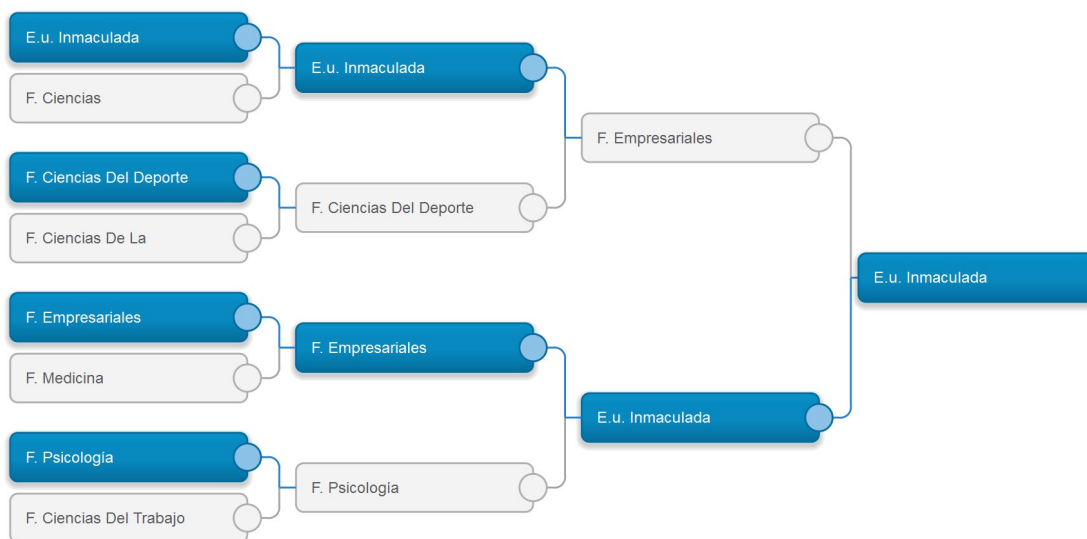 E.u. Inmaculada
F. Ciencias
F. Ciencias Del Deporte
F. Ciencias De La
F. Empresariales
F. Medicina
F. Psicología
F. Ciencias Del Trabajo
E.u. Inmaculada
F. Ciencias Del Deporte
F. Empresariales
F. Psicología
F. Empresariales
E.u. Inmaculada
E.u. Inmaculada